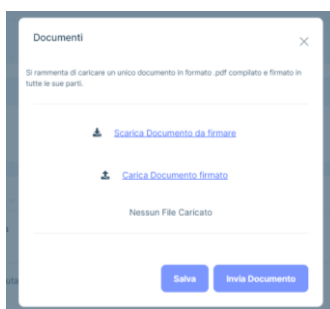 Documenti
Si rammenta di caricare un unico documento in formato .pdf compilato e firmato in
tutte le sue parti.
Scarica Documento da firmare
Carica Documento firmato
Nessun File Caricato
Salva
Invia Documento